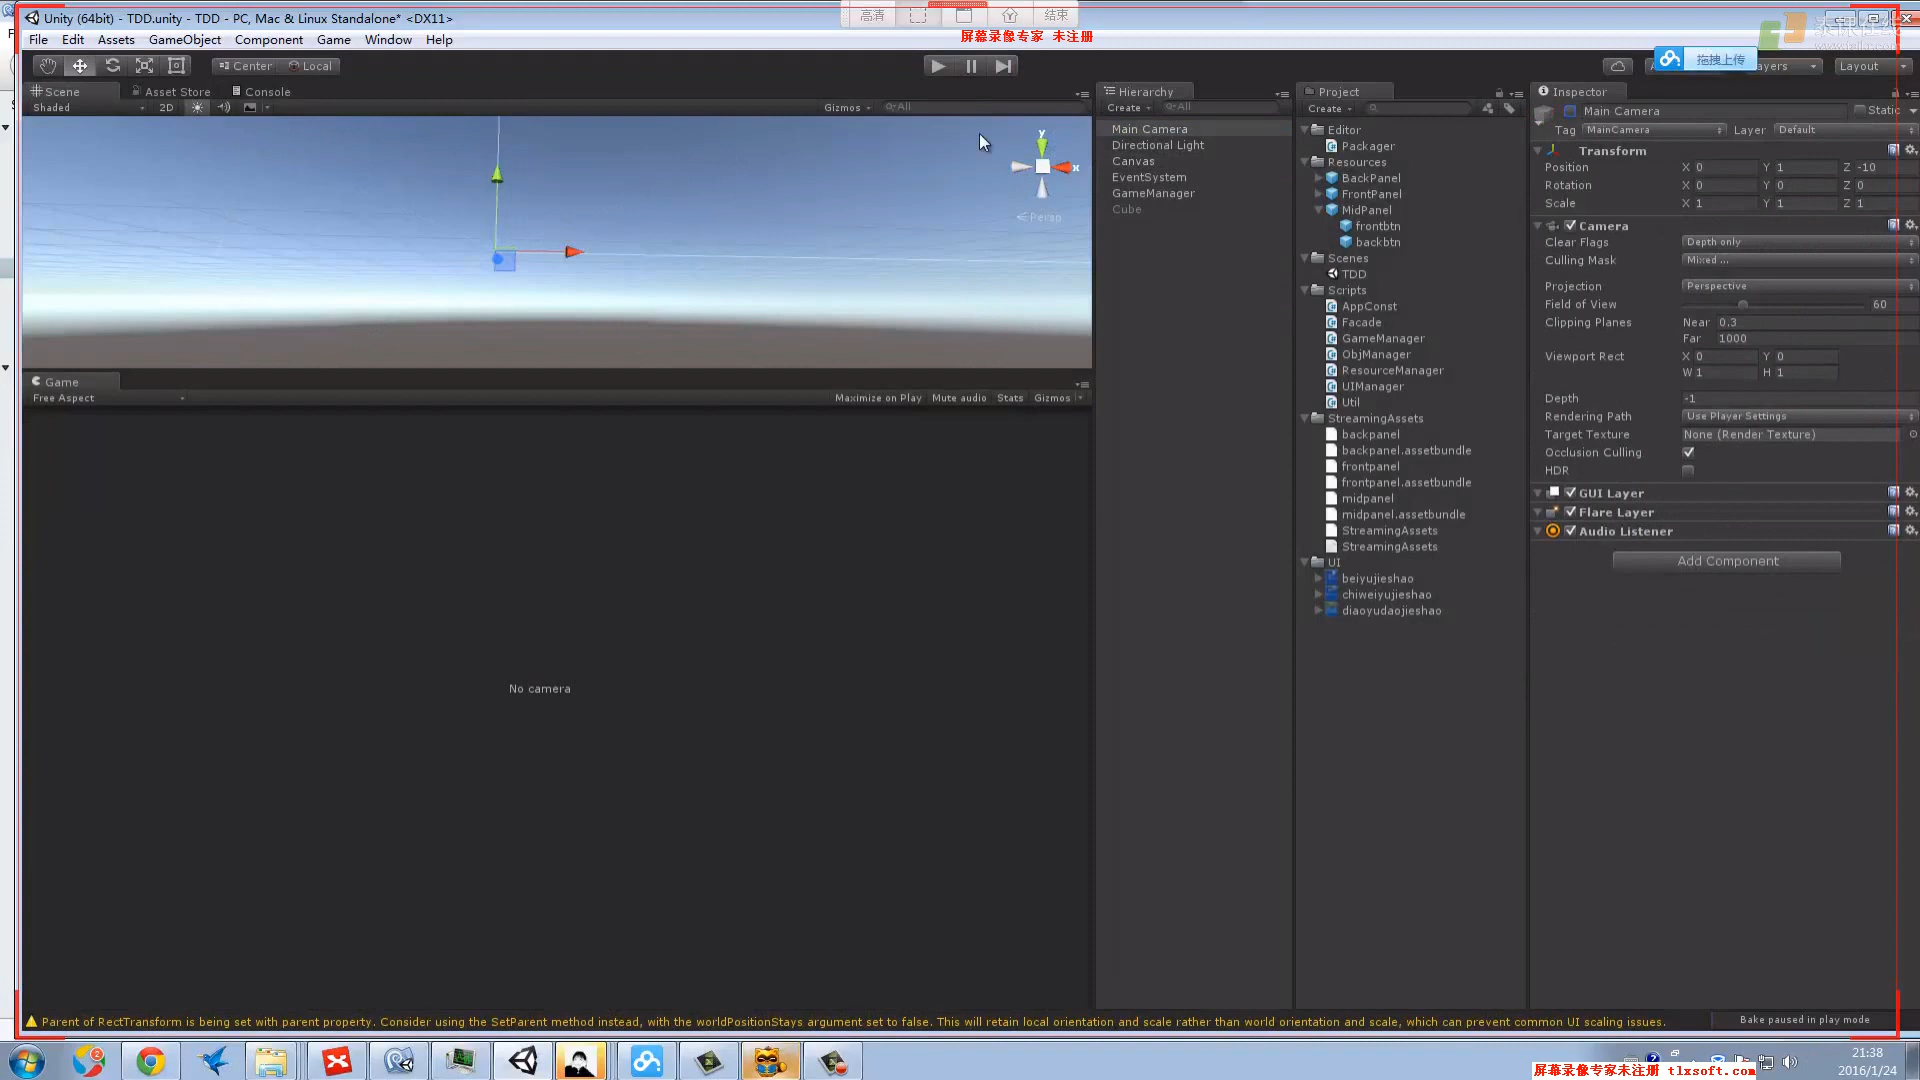 Unity (64bit) - TDD.unity - TDD - PC, Mac & Linux Standalone* <DX11>
高清
结束
屏幕录像专家 未注册
File Edit Assets GameObject Component Game Window Help
Center Local
拖拽上传
Layout
Scene
Asset Store
Console
Shaded
2D
Gizmos
All
y
x
Persp
Game
Free Aspect
Maximize on Play Mute audio Stats Gizmos
No camera
Hierarchy
Create
All
Main Camera
Directional Light
Canvas
EventSystem
GameManager
Cube
Project
Create
Editor
Packager
Resources
BackPanel
FrontPanel
MidPanel
frontbtn
backbtn
Scenes
TDD
Scripts
AppConst
Facade
GameManager
ObjManager
ResourceManager
UIManager
Util
StreamingAssets
backpanel
backpanel.assetbundle
frontpanel
frontpanel.assetbundle
midpanel
midpanel.assetbundle
StreamingAssets
StreamingAssets
UI
beiyujieshao
chiweiyujieshao
diaoyudaojieshao
Inspector
Main Camera
Static
Tag MainCamera Layer Default
Transform
Position X 0 Y 1 Z -10
Rotation X 0 Y 0 Z 0
Scale X 1 Y 1 Z 1
Camera
Clear Flags Depth only
Culling Mask Mixed ...
Projection Perspective
Field of View 60
Clipping Planes Near 0.3
Far 1000
Viewport Rect X 0 Y 0
W 1 H 1
Depth -1
Rendering Path Use Player Settings
Target Texture None (Render Texture)
Occlusion Culling
HDR
GUI Layer
Flare Layer
Audio Listener
Add Component
Parent of RectTransform is being set with parent property. Consider using the SetParent method instead, with the worldPositionStays argument set to false. This will retain local orientation and scale rather than world orientation and scale, which can prevent common UI scaling issues.
Bake paused in play mode
2
21:38
2016/1/24
屏幕录像专家未注册 tlxsoft.com